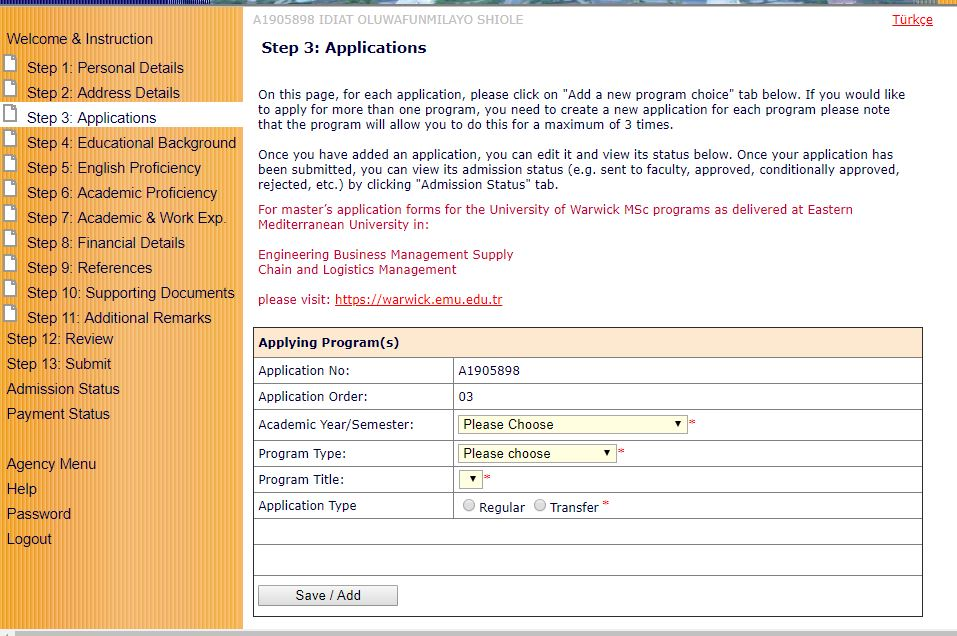 A1905898 IDIAT OLUWAFUNMILAYO SHIOLE
Türkçe
Welcome & Instruction
Step 1: Personal Details
Step 2: Address Details
Step 3: Applications
Step 4: Educational Background
Step 5: English Proficiency
Step 6: Academic Proficiency
Step 7: Academic & Work Exp.
Step 8: Financial Details
Step 9: References
Step 10: Supporting Documents
Step 11: Additional Remarks
Step 12: Review
Step 13: Submit
Admission Status
Payment Status
Agency Menu
Help
Password
Logout
Step 3: Applications
On this page, for each application, please click on "Add a new program choice" tab below. If you would like
to apply for more than one program, you need to create a new application for each program please note
that the program will allow you to do this for a maximum of 3 times.
Once you have added an application, you can edit it and view its status below. Once your application has
been submitted, you can view its admission status (e.g. sent to faculty, approved, conditionally approved,
rejected, etc.) by clicking "Admission Status" tab.
For master's application forms for the University of Warwick MSc programs as delivered at Eastern
Mediterranean University in:
Engineering Business Management Supply
Chain and Logistics Management
please visit: https://warwick.emu.edu.tr
Applying Program(s)
Application No: A1905898
Application Order: 03
Academic Year/Semester: Please Choose *
Program Type: Please choose *
Program Title: *
Application Type Regular Transfer *
Save / Add